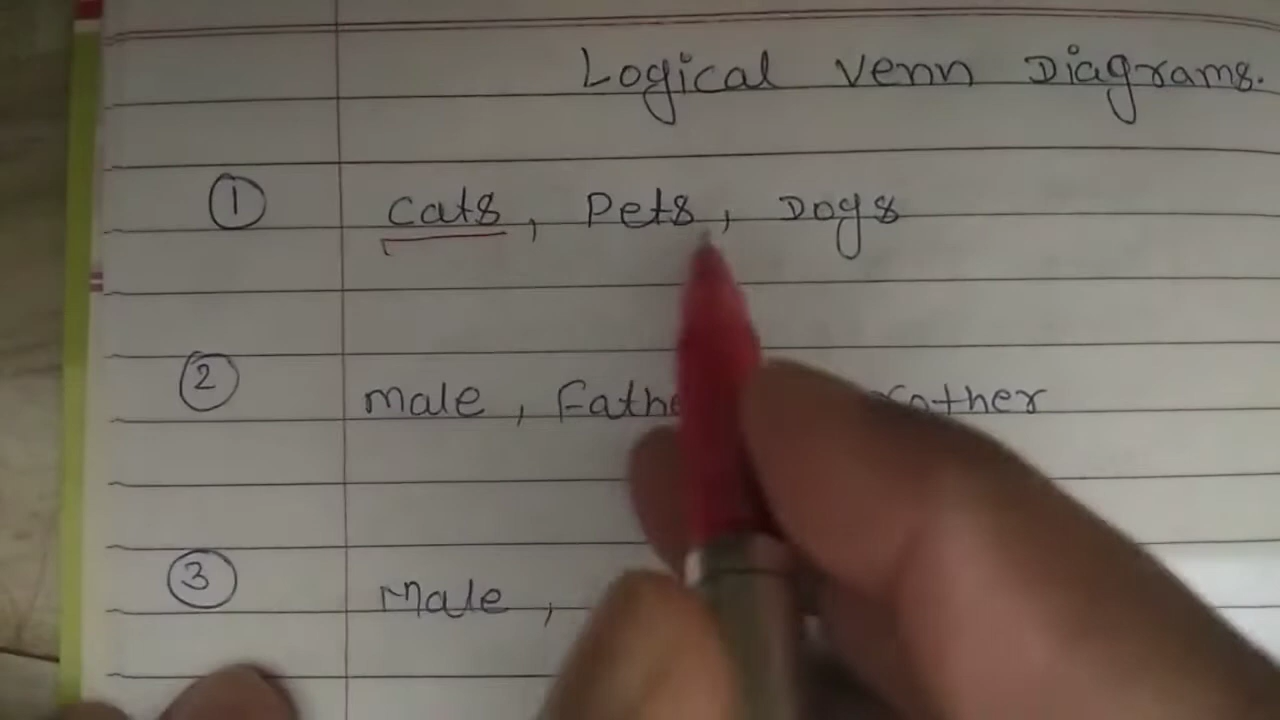 Logical Venn Diagrams.
① Cats, Pets, Dogs
② Male,
③ Male,